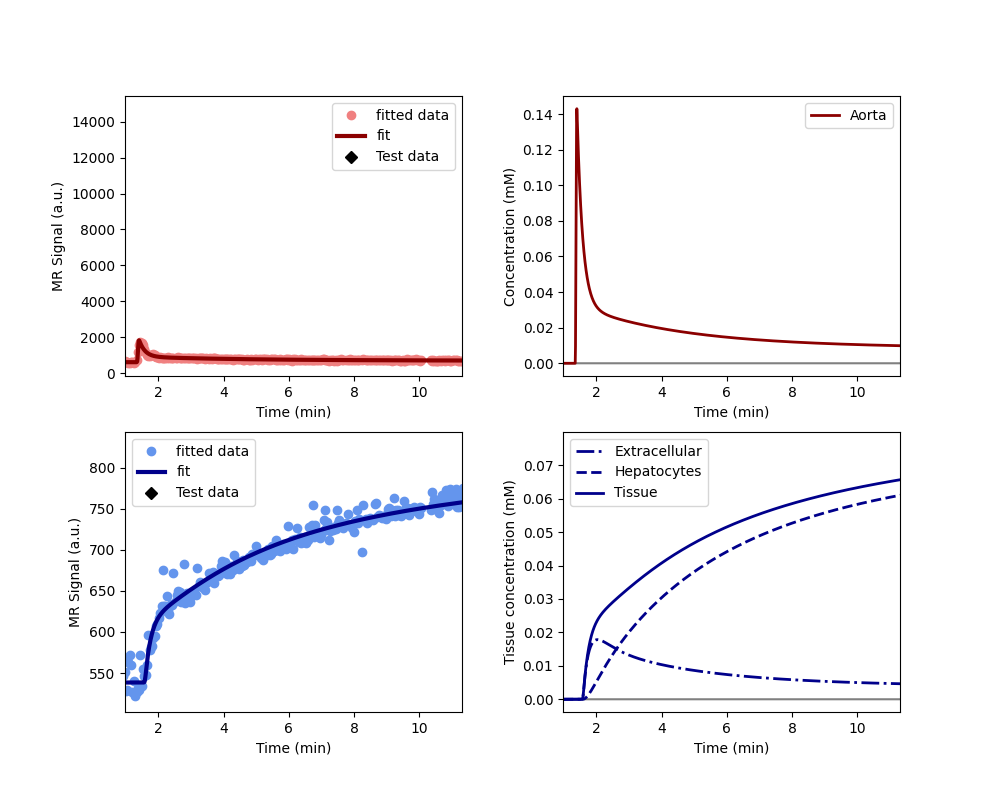 14000
12000
10000
8000
6000
4000
2000
0
MR Signal (a.u.)
2 4 6 8 10
Time (min)
fitted data
fit
Test data
0.14
0.12
0.10
0.08
0.06
0.04
0.02
0.00
Concentration (mM)
2 4 6 8 10
Time (min)
Aorta
800
750
700
650
600
550
MR Signal (a.u.)
2 4 6 8 10
Time (min)
fitted data
fit
Test data
0.07
0.06
0.05
0.04
0.03
0.02
0.01
0.00
Tissue concentration (mM)
2 4 6 8 10
Time (min)
Extracellular
Hepatocytes
Tissue